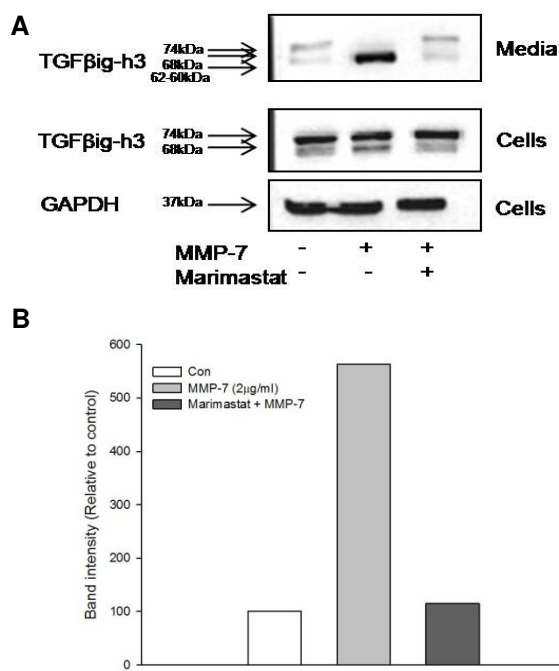 A
TGFβig-h3
74kDa
68kDa
62-60kDa
Media
TGFβig-h3
74kDa
68kDa
Cells
GAPDH
37kDa
Cells
MMP-7 - + +
Marimastat - - +
B
600
500
400
300
200
100
0
Band intensity (Relative to control)
Con
MMP-7 (2µg/ml)
Marimastat + MMP-7